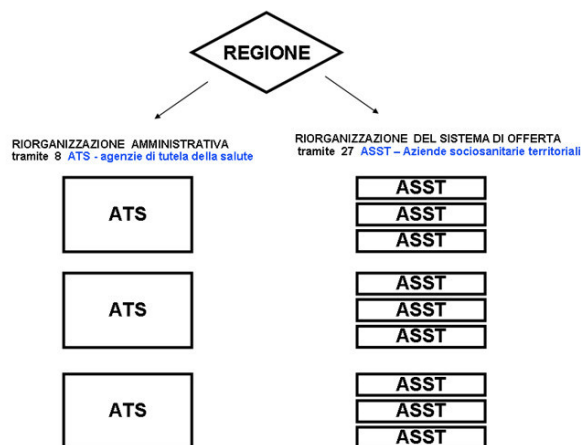 REGIONE
RIORGANIZZAZIONE AMMINISTRATIVA
tramite 8 ATS - agenzie di tutela della salute
RIORGANIZZAZIONE DEL SISTEMA DI OFFERTA
tramite 27 ASST – Aziende sociosanitarie territoriali
ATS
ASST
ASST
ASST
ATS
ASST
ASST
ASST
ATS
ASST
ASST
ASST